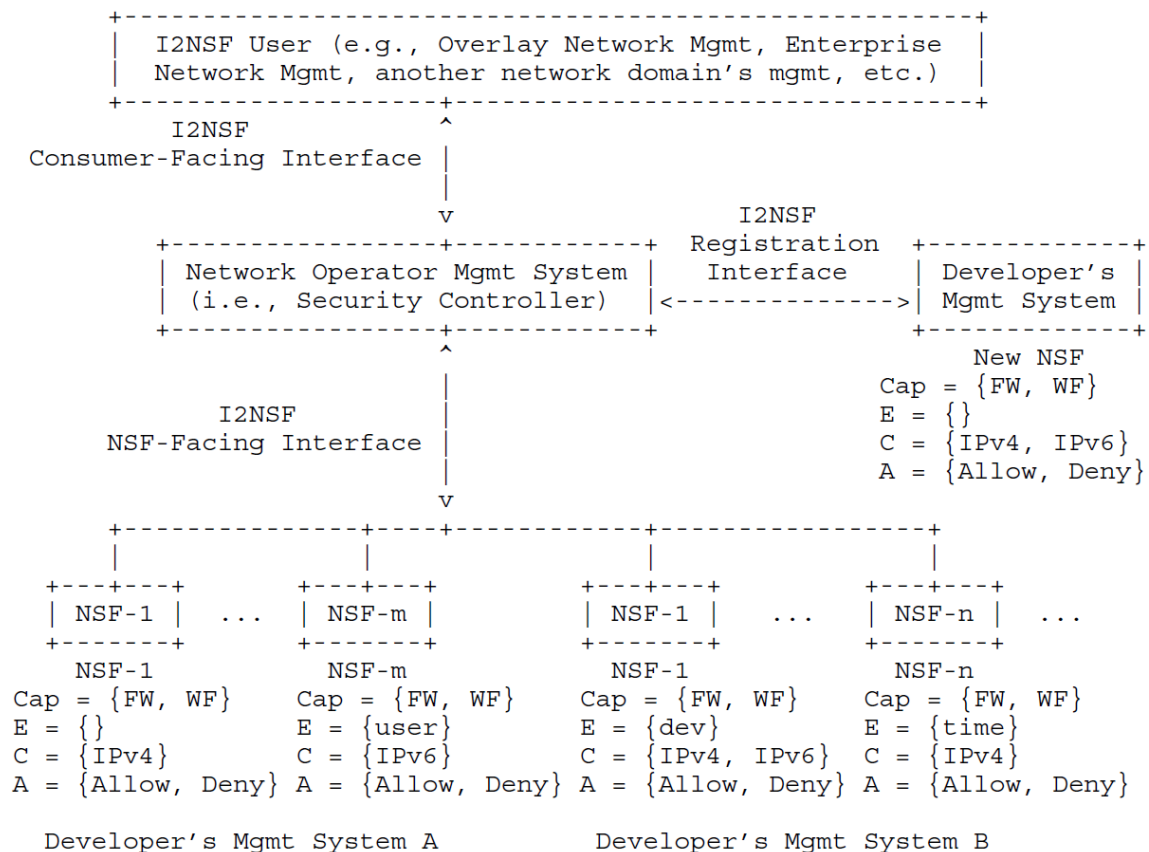 +-------------------------------------------------------+
|  I2NSF User (e.g., Overlay Network Mgmt, Enterprise   |
|  Network Mgmt, another network domain's mgmt, etc.)   |
+--------------------+----------------------------------+
I2NSF                ^
Consumer-Facing Interface |
|
v                  I2NSF
+-----------------+-------------+  Registration  +-------------+
| Network Operator Mgmt System |   Interface    | Developer's |
| (i.e., Security Controller)  |<-------------->| Mgmt System |
+-----------------+-------------+                +-------------+
^                                 New NSF
|                           Cap = {FW, WF}
I2NSF         |                           E = {}
NSF-Facing Interface |                    C = {IPv4, IPv6}
|                           A = {Allow, Deny}
v
+---------------+----+------------+-----------------+
|               |                 |                 |
+---+---+       +---+---+         +---+---+         +---+---+
| NSF-1 |  ...  | NSF-m |         | NSF-1 |   ...   | NSF-n |  ...
+-------+       +-------+         +-------+         +-------+
NSF-1           NSF-m             NSF-1             NSF-n
Cap = {FW, WF}    Cap = {FW, WF}    Cap = {FW, WF}    Cap = {FW, WF}
E = {}            E = {user}        E = {dev}         E = {time}
C = {IPv4}        C = {IPv6}        C = {IPv4, IPv6}  C = {IPv4}
A = {Allow, Deny} A = {Allow, Deny} A = {Allow, Deny} A = {Allow, Deny}
Developer's Mgmt System A         Developer's Mgmt System B